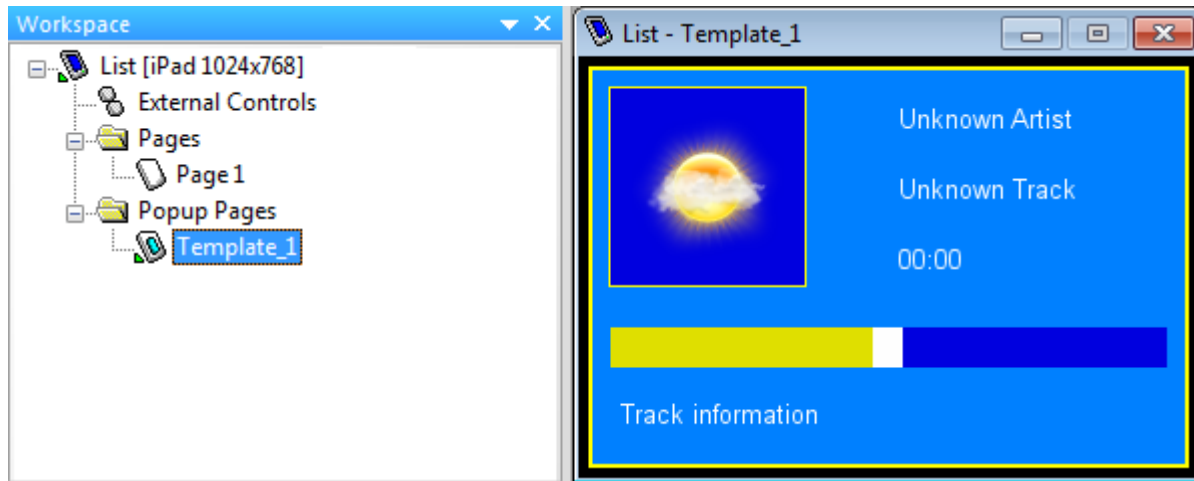 Workspace
List [iPad 1024x768]
External Controls
Pages
Page 1
Popup Pages
Template_1
List - Template_1
Unknown Artist
Unknown Track
00:00
Track information